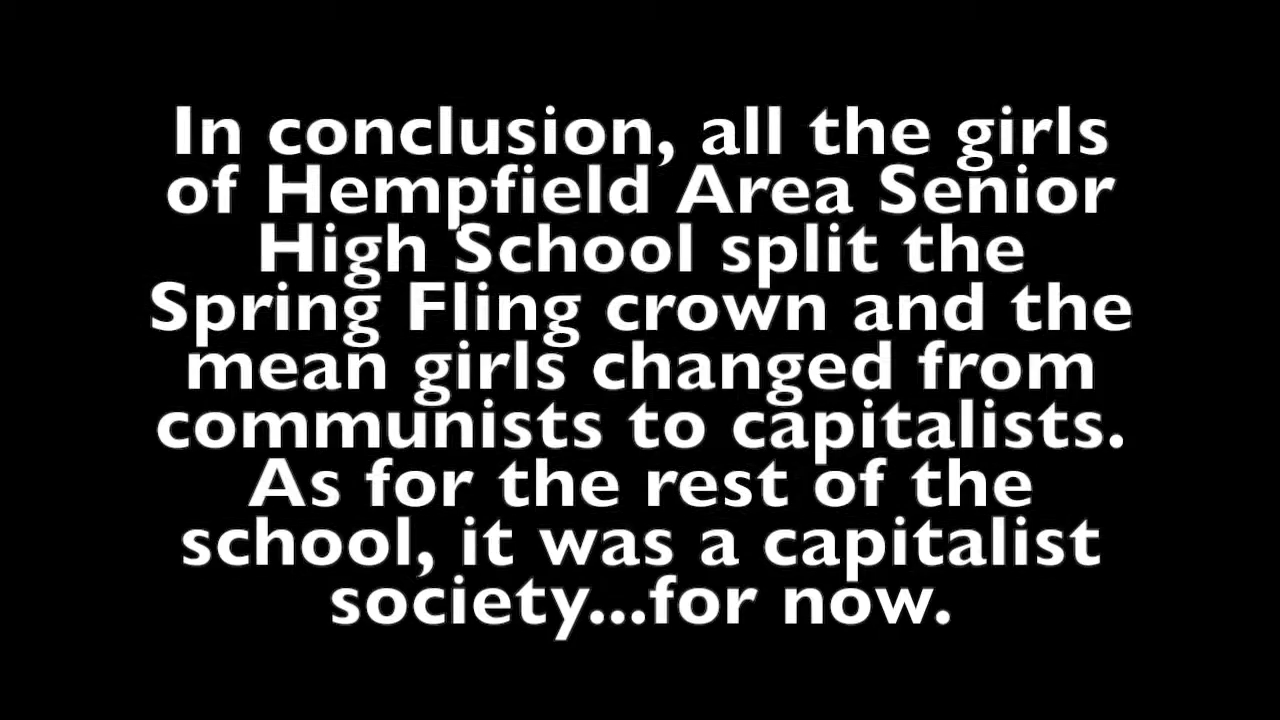 In conclusion, all the girls
of Hempfield Area Senior
High School split the
Spring Fling crown and the
mean girls changed from
communists to capitalists.
As for the rest of the
school, it was a capitalist
society...for now.